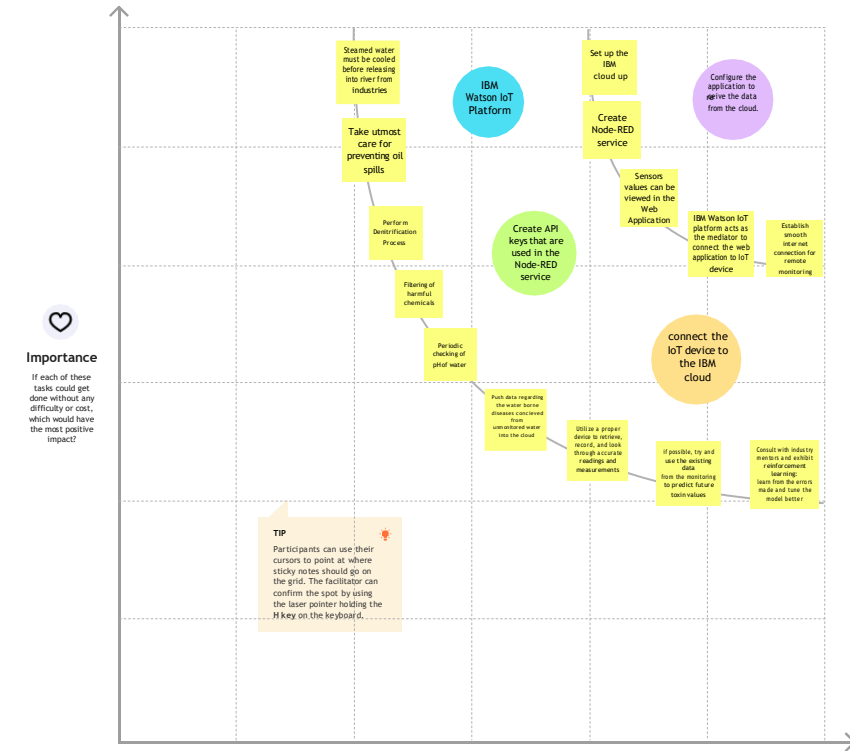 Steamed water
must be cooled
before releasing
into river from
industries
Take utmost
care for
preventing oil
spills
Perform
Denitrification
Process
Filtering of
harmful
chemicals
Periodic
checking of
pHof water
Push data regarding
the water borne
diseases concieved
from
unmonitored water
into the cloud
Utilize a proper
device to retrieve,
record, and look
through accurate
readings and
measurements
if possible, try and
use the existing
data
from the monitoring
to predict future
toxin values
Consult with industry
mentors and exhibit
reinforcement
learning:
learn from the errors
made and tune the
model better
IBM
Watson IoT
Platform
Create API
keys that are
used in the
Node-RED
service
Set up the
IBM
cloud up
Create
Node-RED
service
Sensors
values can be
viewed in the
Web
Application
IBM Watson IoT
platform acts as
the mediator to
connect the web
application to IoT
device
Establish
smooth
internet
connection for
remote
monitoring
Configure the
application to
the data
from the cloud.
connect the
IoT device to
the IBM
cloud
Importance
If each of these
tasks could get
done without any
difficulty or cost,
which would have
the most positive
impact?
TIP
Participants can use their
cursors to point at where
sticky notes should go on
the grid. The facilitator can
confirm the spot by using
the laser pointer holding the
H key on the keyboard.